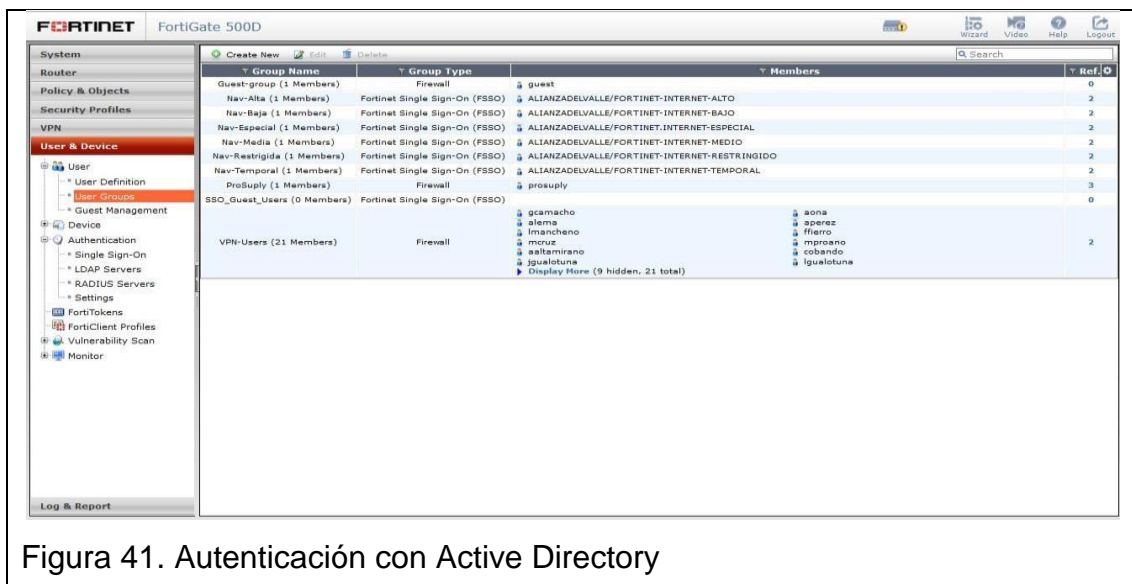 FORTINET FortiGate 500D Wizard Video Help Logout
System
Router
Policy & Objects
Security Profiles
VPN
User & Device
User
User Definition
User Groups
Guest Management
Device
Authentication
Single Sign-On
LDAP Servers
RADIUS Servers
Settings
FortiTokens
FortiClient Profiles
Vulnerability Scan
Monitor
Log & Report
Create New Edit Delete Search
Group Name Group Type Members Ref.
Guest-group (1 Members) Firewall guest 0
Nav-Alta (1 Members) Fortinet Single Sign-On (FSSO) ALIANZADELVALLE/FORTINET-INTERNET-ALTO 2
Nav-Baja (1 Members) Fortinet Single Sign-On (FSSO) ALIANZADELVALLE/FORTINET-INTERNET-BAJO 2
Nav-Especial (1 Members) Fortinet Single Sign-On (FSSO) ALIANZADELVALLE/FORTINET.INTERNET-ESPECIAL 2
Nav-Media (1 Members) Fortinet Single Sign-On (FSSO) ALIANZADELVALLE/FORTINET-INTERNET-MEDIO 2
Nav-Restrigida (1 Members) Fortinet Single Sign-On (FSSO) ALIANZADELVALLE/FORTINET-INTERNET-RESTRINGIDO 2
Nav-Temporal (1 Members) Fortinet Single Sign-On (FSSO) ALIANZADELVALLE/FORTINET-INTERNET-TEMPORAL 2
ProSuply (1 Members) Firewall prosuply 3
SSO_Guest_Users (0 Members) Fortinet Single Sign-On (FSSO) 0
VPN-Users (21 Members) Firewall 2
gcamacho aona
alema aperez
lmancheno ffierro
mcruz mproano
aaltamirano cobando
jgualotuna lgualotuna
Display More (9 hidden, 21 total)
Figura 41. Autenticación con Active Directory